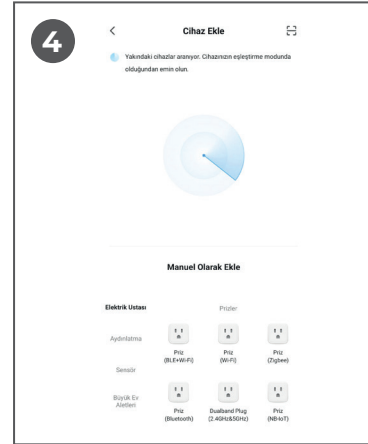 4
Cihaz Ekle
Yakındaki cihazlar aranıyor. Cihazınızın eşleştirme modunda
olduğundan emin olun.
Manuel Olarak Ekle
Elektrik Ustası
Prizler
Aydınlatma
Priz
(BLE+Wi-Fi)
Priz
(Wi-Fi)
Priz
(Zigbee)
Sensör
Büyük Ev
Aletleri
Priz
(Bluetooth)
Dualband Plug
(2.4GHz&5GHz)
Priz
(NB-IoT)